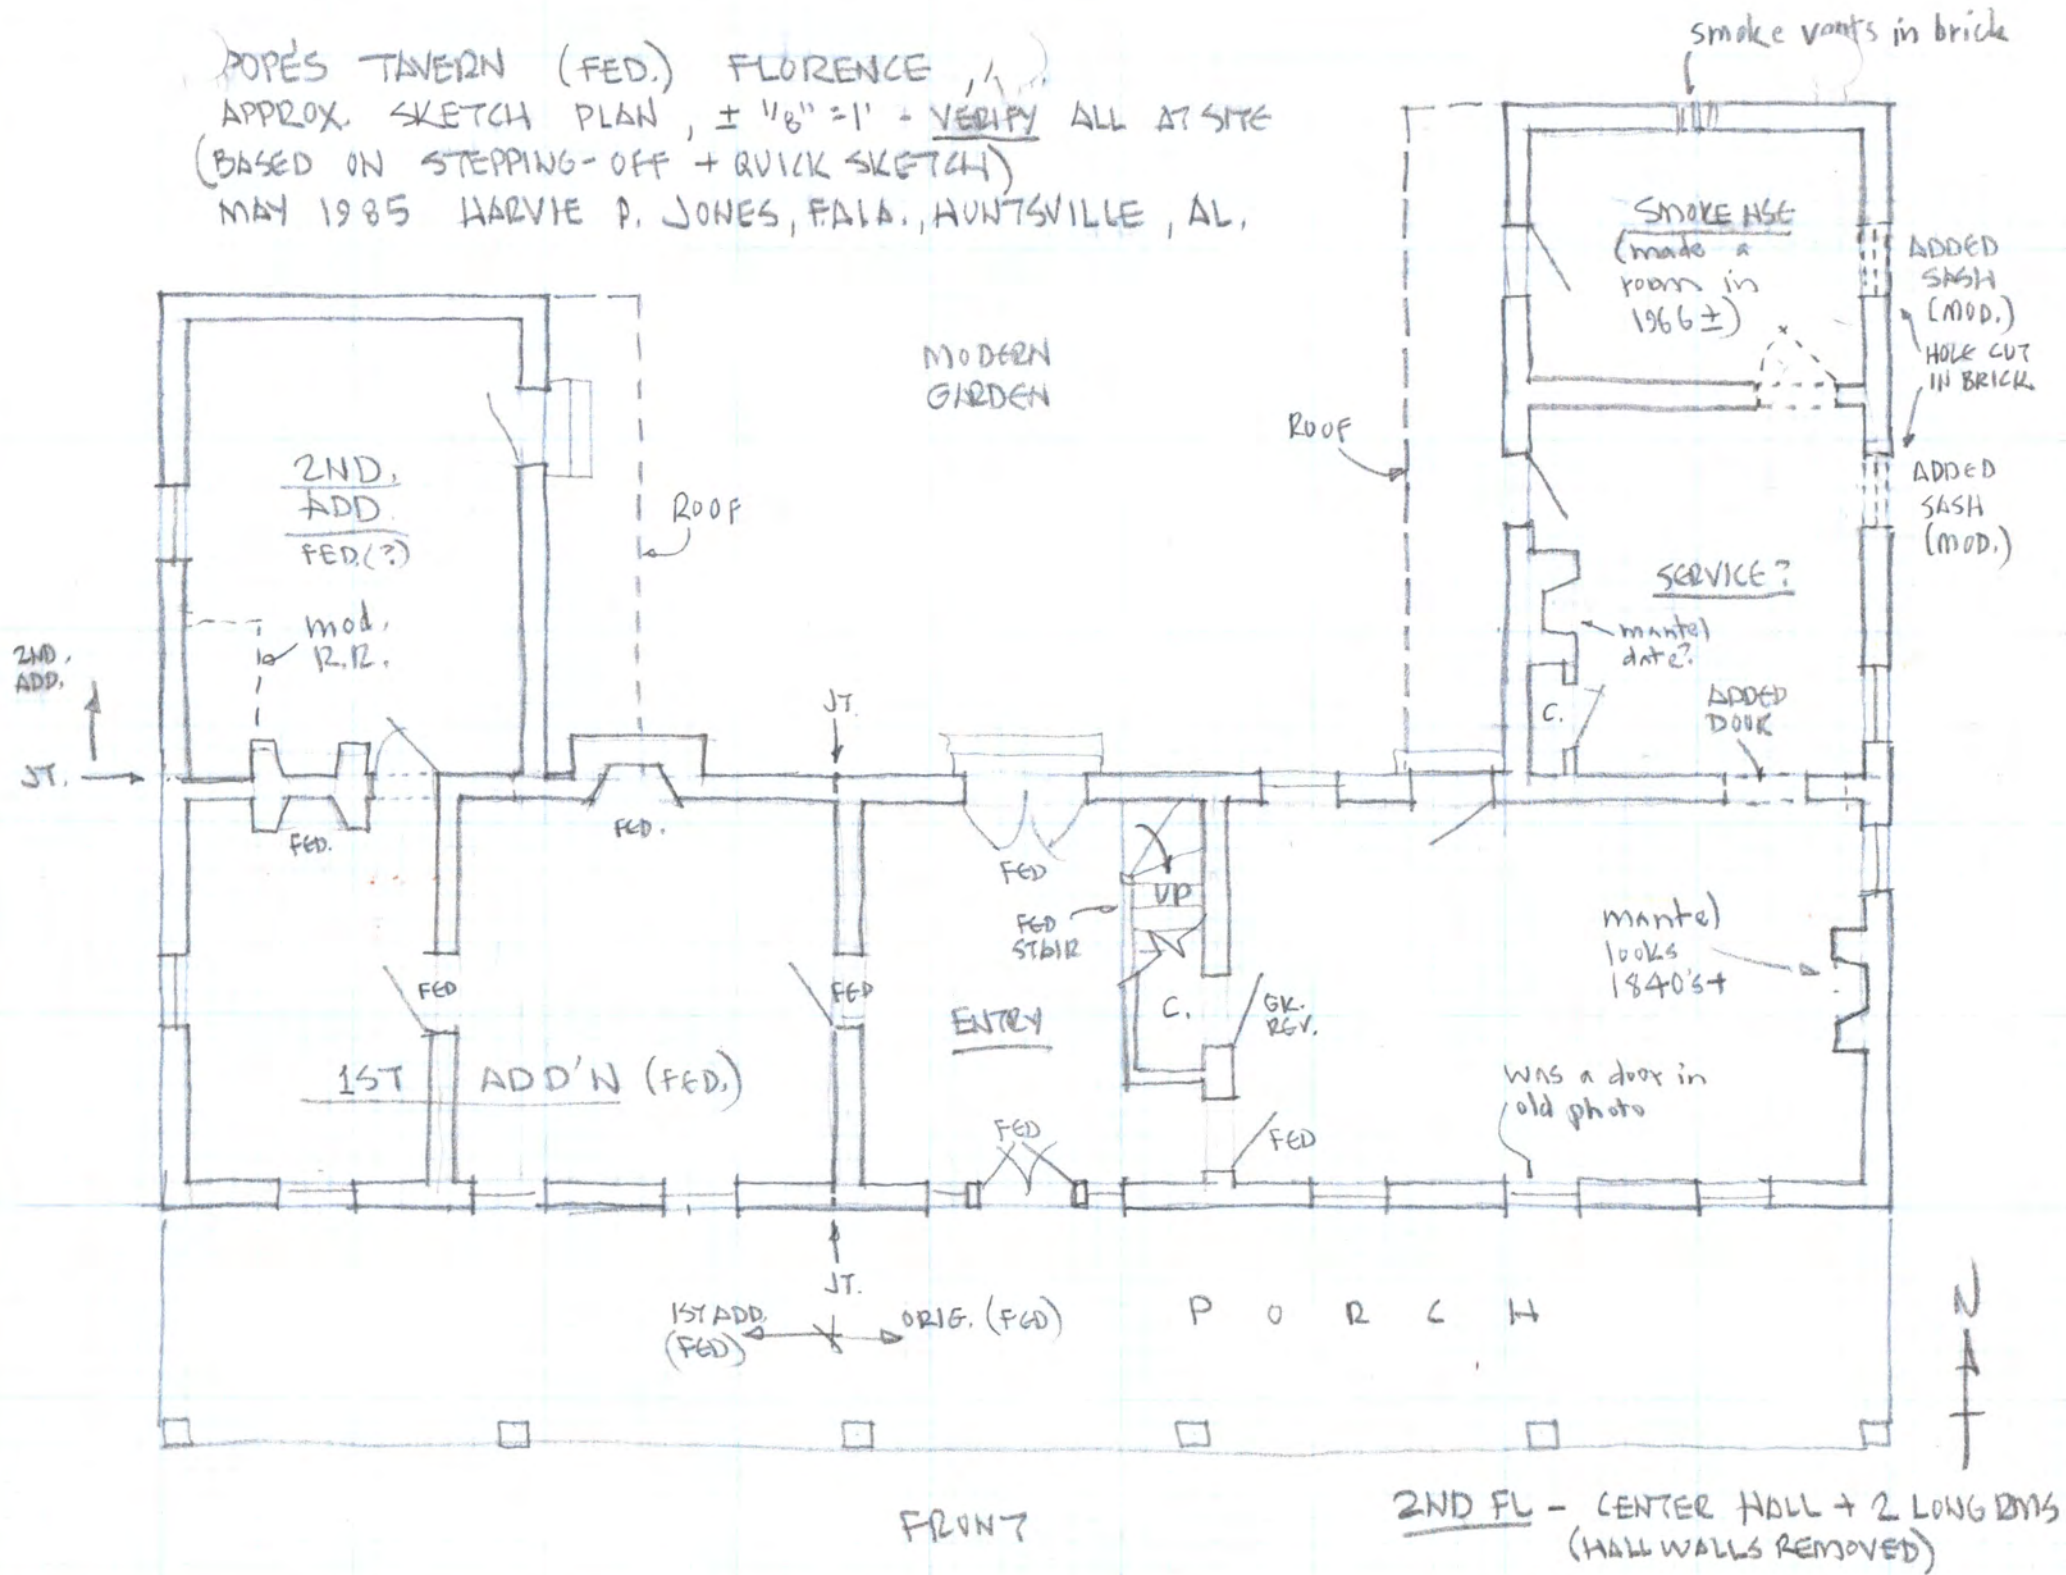 POPE'S TAVERN (FED.) FLORENCE,
APPROX. SKETCH PLAN, ± 1/8" = 1' - VERIFY ALL AT SITE
(BASED ON STEPPING-OFF + QUICK SKETCH)
MAY 1985 HARVIE P. JONES, F.A.I.A., HUNTSVILLE, AL.
smoke vents in brick
SMOKE HSE
(made a
room in
1966 ±)
ADDED
SASH
(MOD.)
HOLE CUT
IN BRICK
ADDED
SASH
(MOD.)
MODERN
GARDEN
ROOF
2ND.
ADD.
FED.(?)
ROOF
mod.
R.R.
SERVICE?
mantel
date?
C.
ADDED
DOOR
2ND.
ADD.
JT.
JT.
FED.
FED.
FED
UP
FED
STAIR
mantel
looks
1840's+
FED
FED
C.
GK.
REV.
ENTRY
1ST ADD'N (FED.)
was a door in
old photo
FED
FED
JT.
1ST ADD.
(FED)
ORIG. (FED)
PORCH
N
FRONT
2ND FL - CENTER HALL + 2 LONG RMS
(HALL WALLS REMOVED)